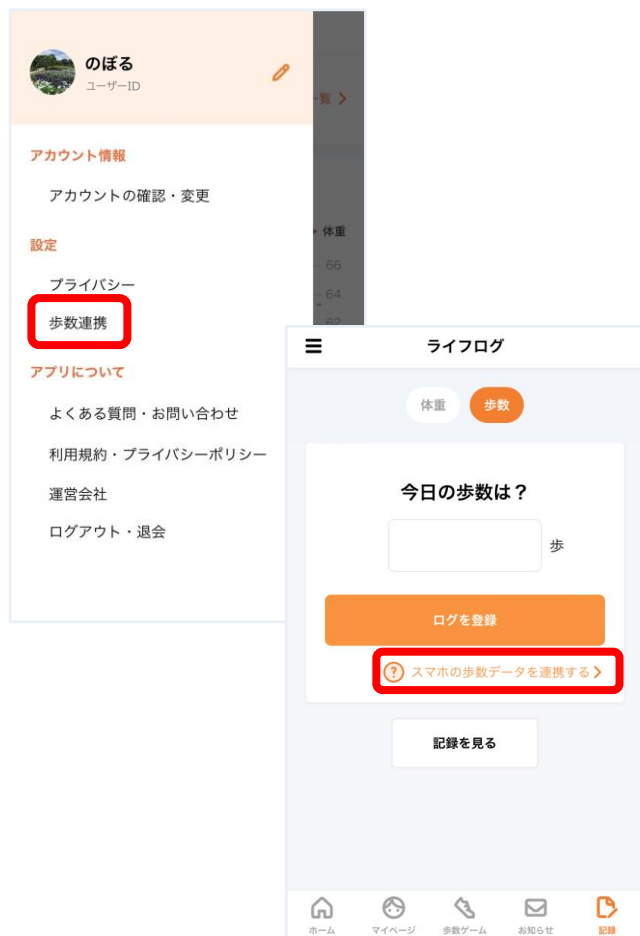 のぼる
ユーザーID
覧
アカウント情報
アカウントの確認・変更
体重
設定
66
プライバシー
64
歩数連携
62
アプリについて
よくある質問・お問い合わせ
利用規約・プライバシーポリシー
運営会社
ログアウト・退会
ライフログ
体重
歩数
今日の歩数は？
歩
ログを登録
? スマホの歩数データを連携する
記録を見る
ホーム
マイページ
歩数ゲーム
お知らせ
記録